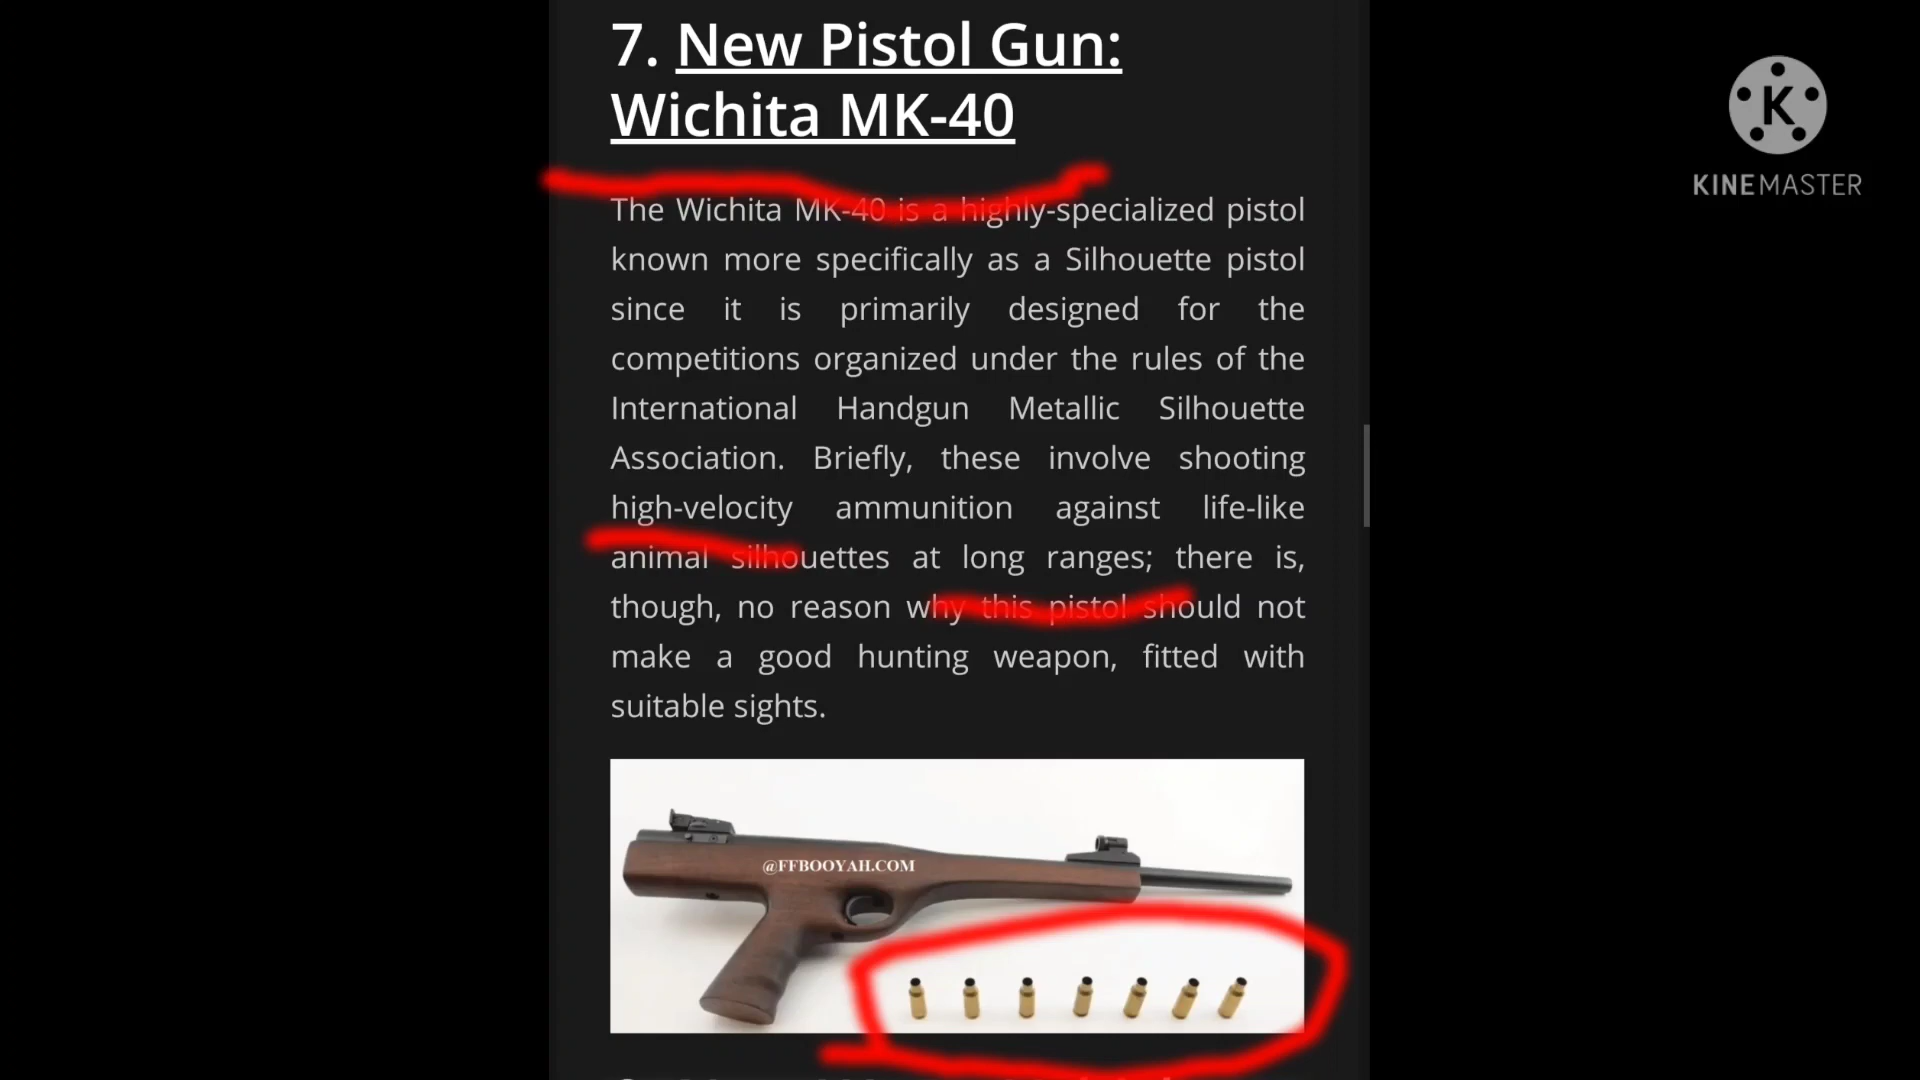 7. New Pistol Gun:
Wichita MK-40
K
KINEMASTER
The Wichita MK-40 is a highly-specialized pistol
known more specifically as a Silhouette pistol
since it is primarily designed for the
competitions organized under the rules of the
International Handgun Metallic Silhouette
Association. Briefly, these involve shooting
high-velocity ammunition against life-like
animal silhouettes at long ranges; there is,
though, no reason why this pistol should not
make a good hunting weapon, fitted with
suitable sights.
@FFBOOYAH.COM